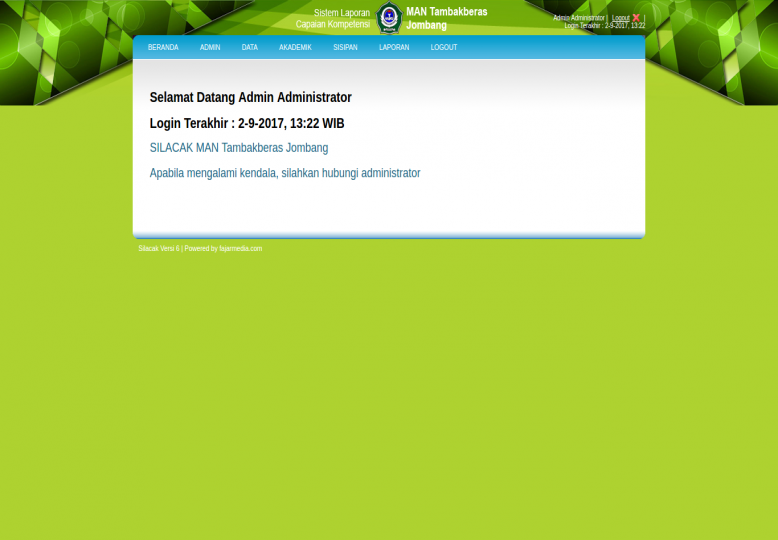 Sistem Laporan
Capaian Kompetensi
MAN Tambakberas
Jombang
Admin Administrator | Logout |
Login Terakhir : 2-9-2017, 13:22
BERANDA ADMIN DATA AKADEMIK SISIPAN LAPORAN LOGOUT
Selamat Datang Admin Administrator
Login Terakhir : 2-9-2017, 13:22 WIB
SILACAK MAN Tambakberas Jombang
Apabila mengalami kendala, silahkan hubungi administrator
Silacak Versi 6 | Powered by fajarmedia.com